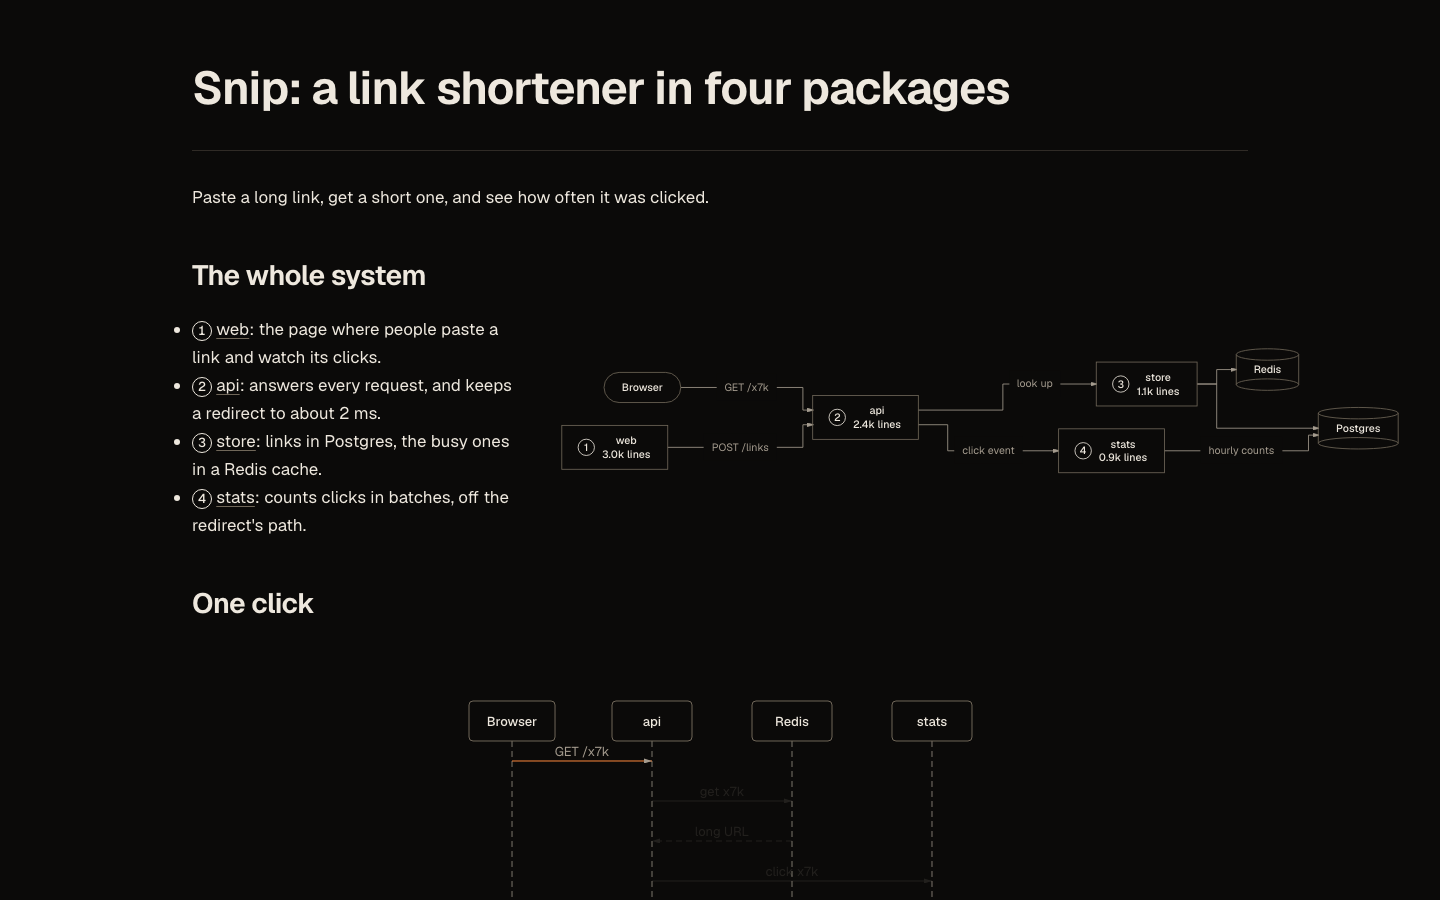 Snip: a link shortener in four packages
Paste a long link, get a short one, and see how often it was clicked.
The whole system
1 web: the page where people paste a
link and watch its clicks.
2 api: answers every request, and keeps
a redirect to about 2 ms.
3 store: links in Postgres, the busy ones
in a Redis cache.
4 stats: counts clicks in batches, off the
redirect's path.
Browser
GET /x7k
1
web
3.0k lines
POST /links
2
api
2.4k lines
look up
click event
3
store
1.1k lines
4
stats
0.9k lines
hourly counts
Redis
Postgres
One click
Browser
api
Redis
stats
GET /x7k
get x7k
long URL
click x7k